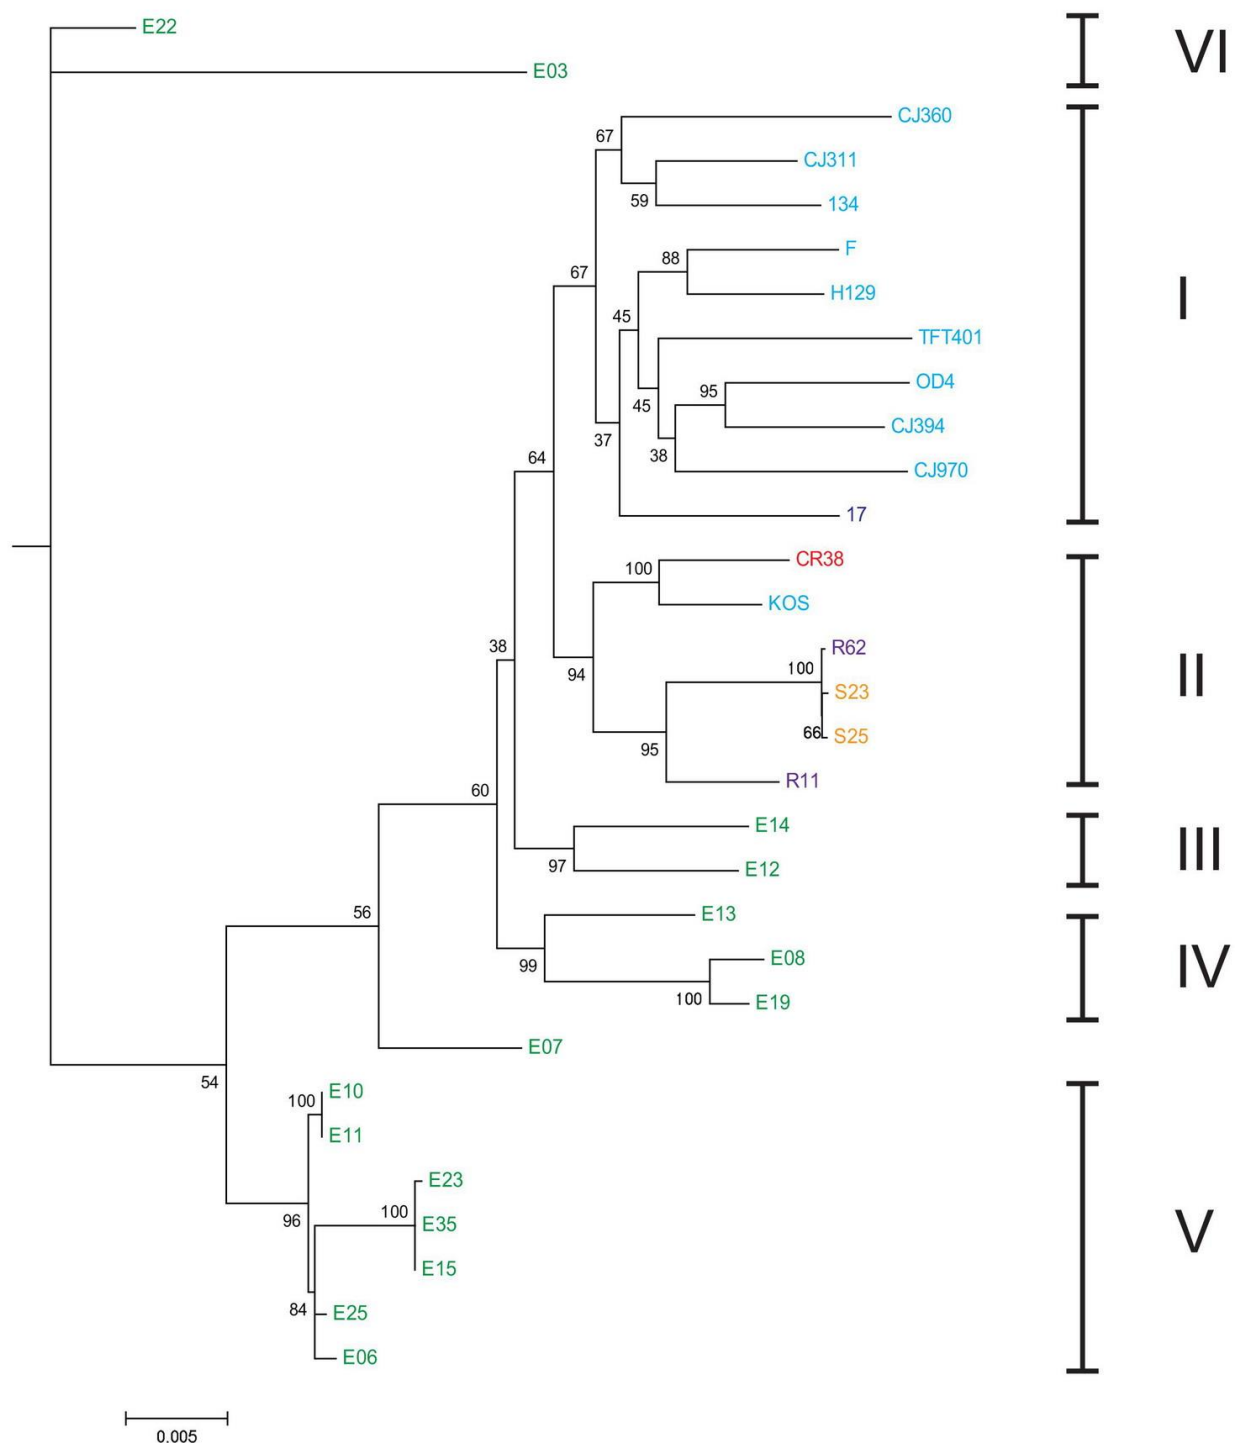 E22
VI
E03
CJ360
67
CJ311
59
134
F
88
H129
67
I
45
TFT401
OD4
95
45
CJ394
37
38
CJ970
64
17
CR38
100
KOS
38
R62
100
94
II
S23
66
S25
95
R11
60
E14
III
97
E12
56
E13
E08
99
IV
100
E19
E07
54
E10
100
E11
E23
100
96
E35
V
E15
84
E25
E06
0.005